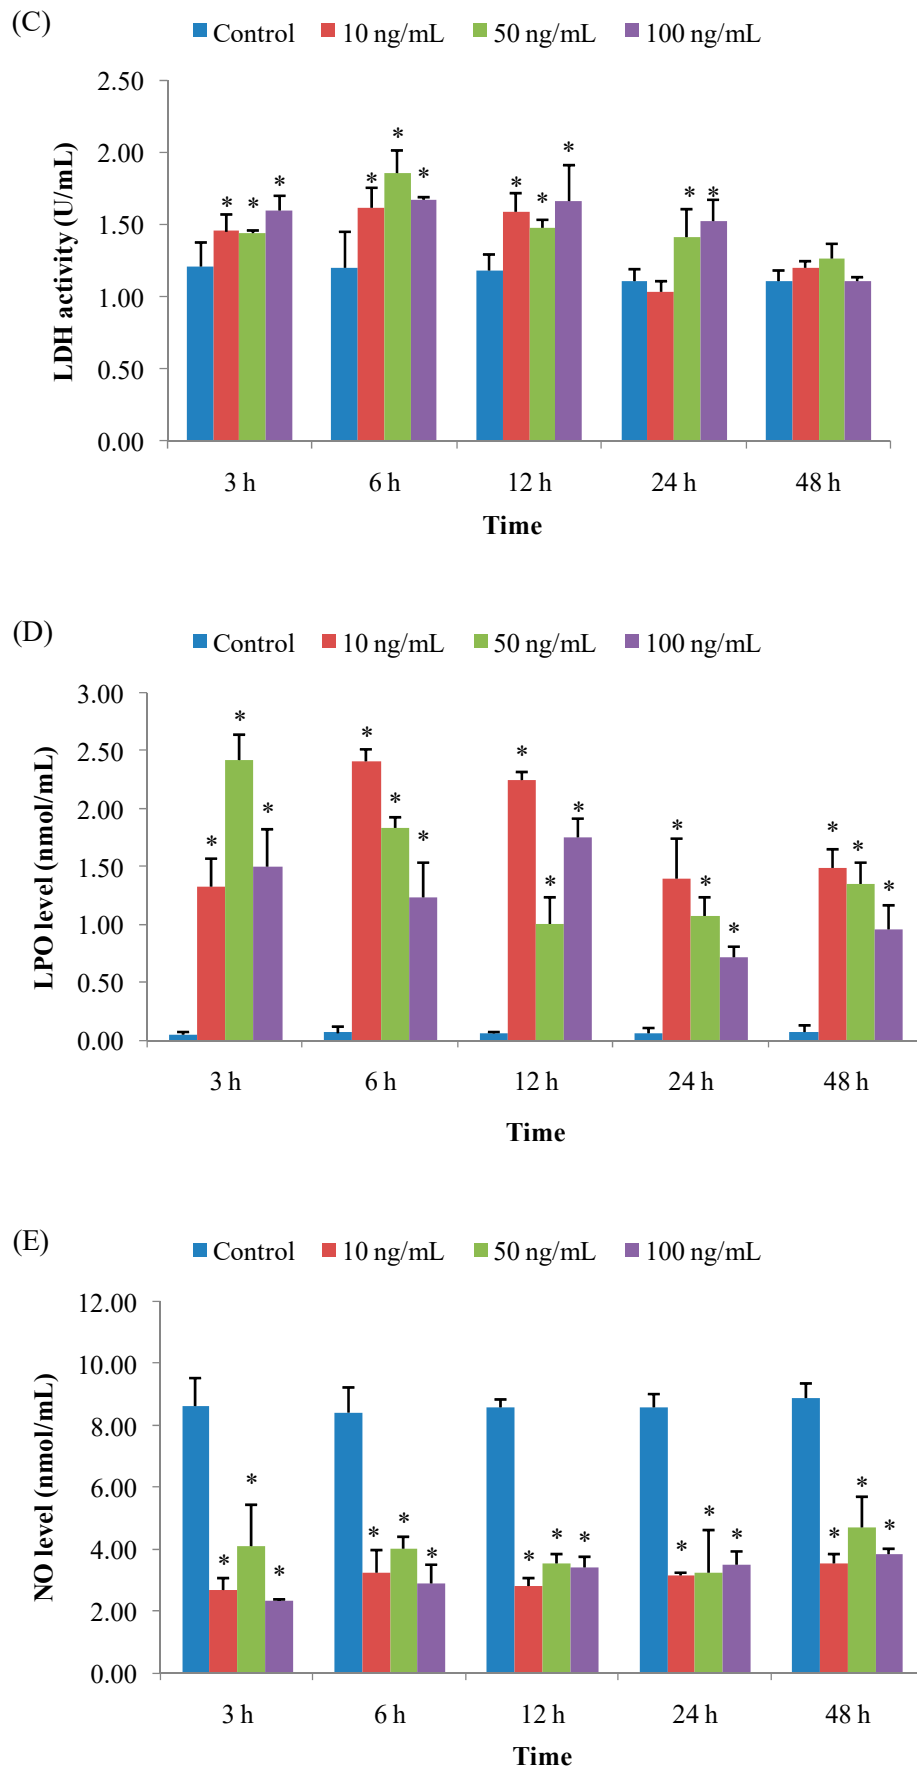 (C)
Control 10 ng/mL 50 ng/mL 100 ng/mL
LDH activity (U/mL)
2.50
2.00
1.50
1.00
0.50
0.00
* * * * * * * * * * *
3 h 6 h 12 h 24 h 48 h
Time
(D)
Control 10 ng/mL 50 ng/mL 100 ng/mL
LPO level (nmol/mL)
3.00
2.50
2.00
1.50
1.00
0.50
0.00
* * * * * * * * * * * * * * *
3 h 6 h 12 h 24 h 48 h
Time
(E)
Control 10 ng/mL 50 ng/mL 100 ng/mL
NO level (nmol/mL)
12.00
10.00
8.00
6.00
4.00
2.00
0.00
* * * * * * * * * * * * * * *
3 h 6 h 12 h 24 h 48 h
Time